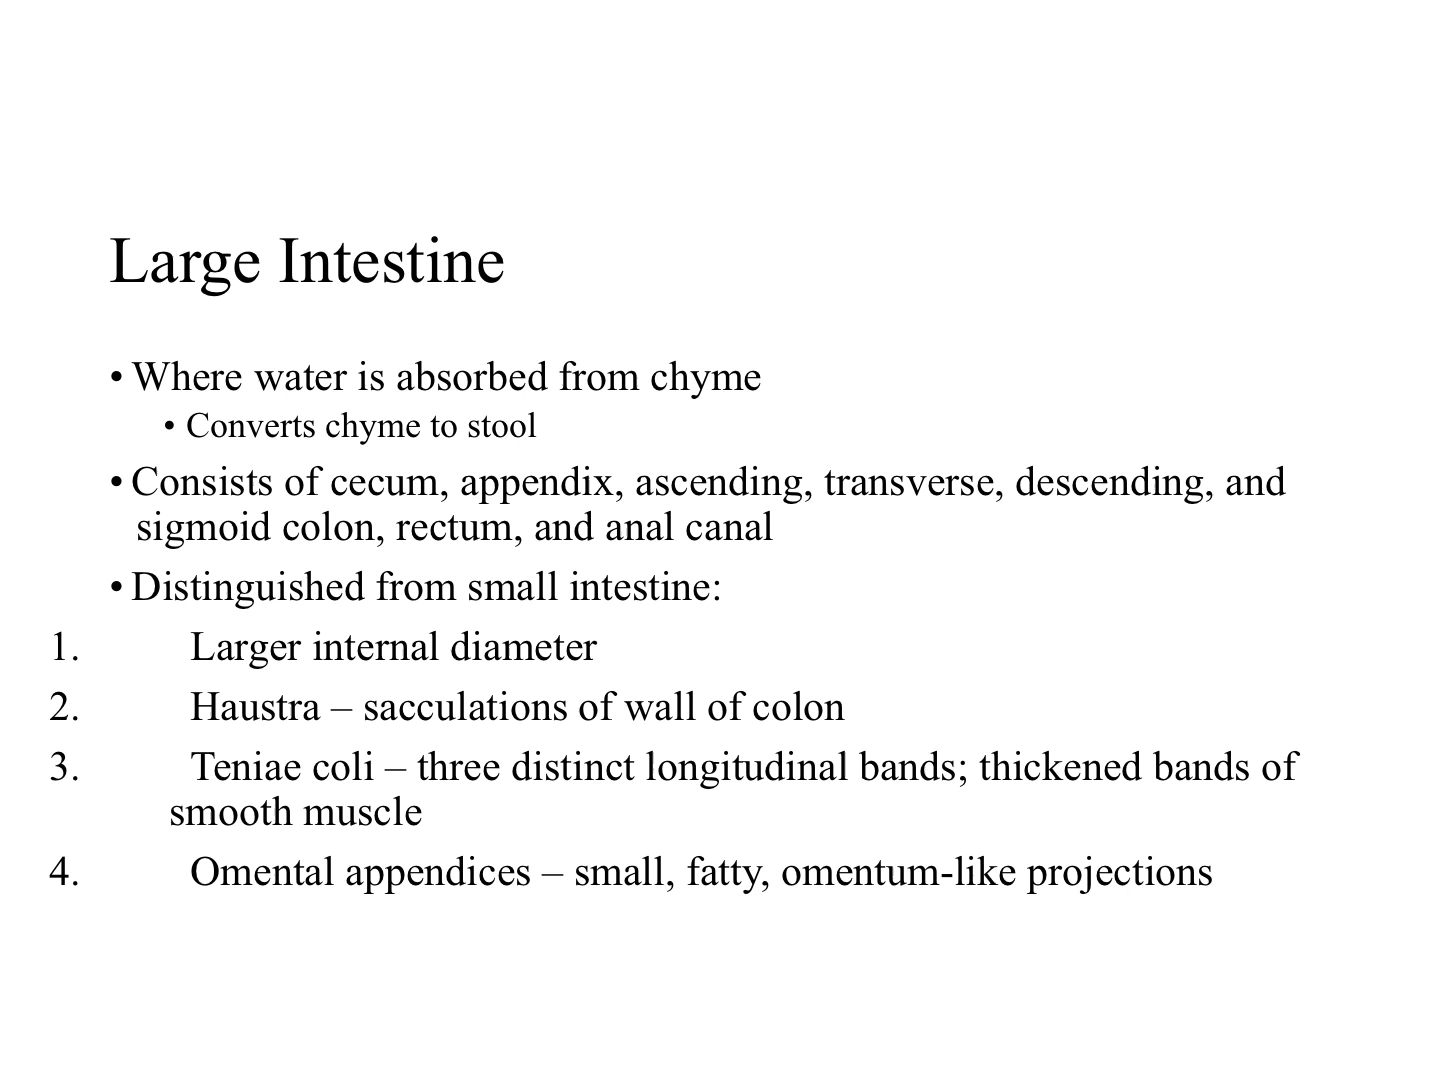 Large Intestine
• Where water is absorbed from chyme
• Converts chyme to stool
• Consists of cecum, appendix, ascending, transverse, descending, and
sigmoid colon, rectum, and anal canal
• Distinguished from small intestine:
1. Larger internal diameter
2. Haustra – sacculations of wall of colon
3. Teniae coli – three distinct longitudinal bands; thickened bands of
smooth muscle
4. Omental appendices – small, fatty, omentum-like projections